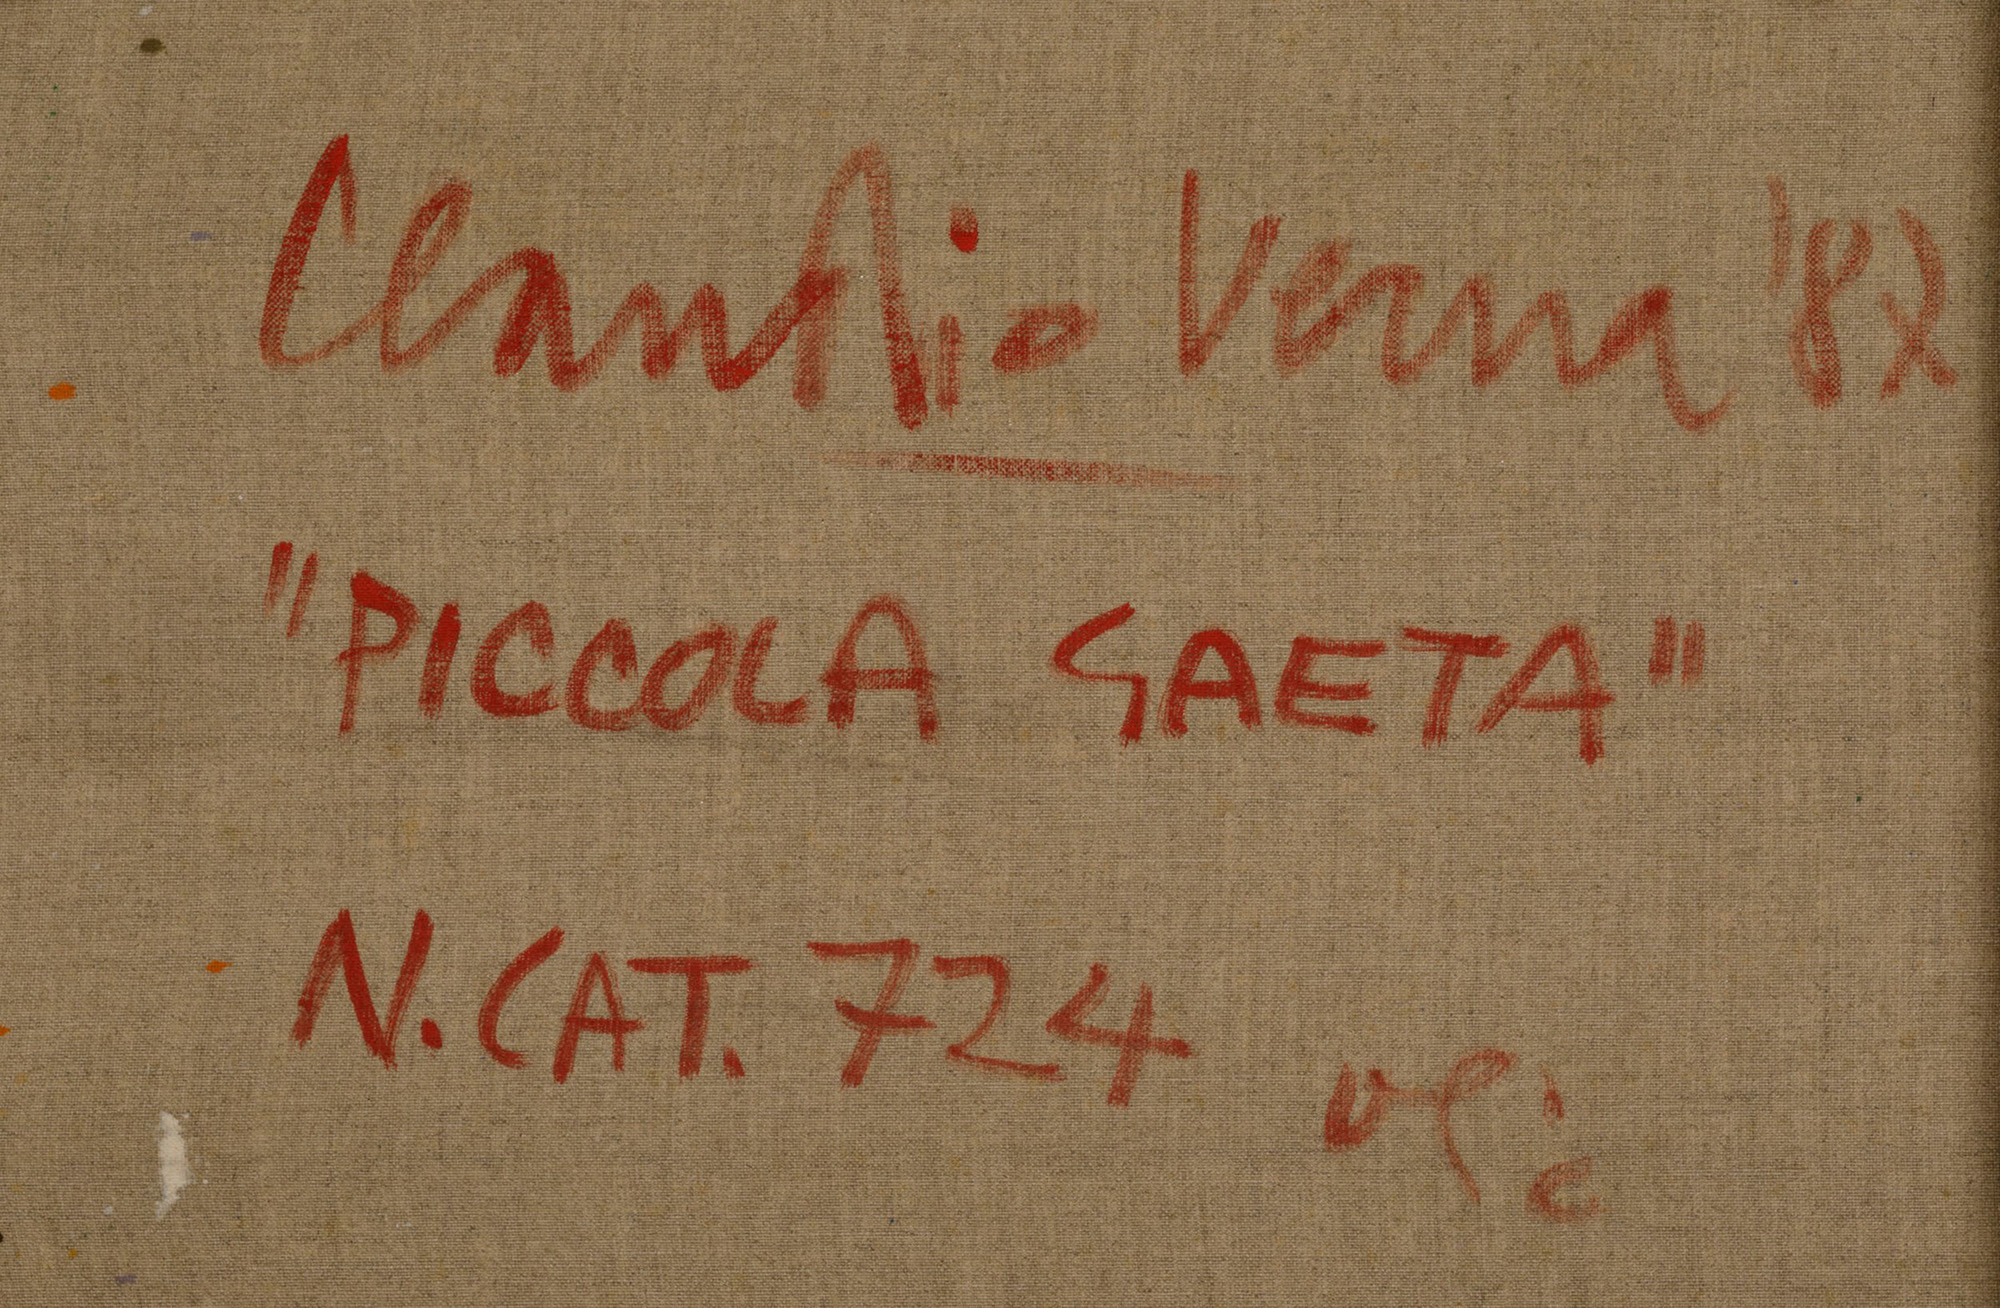 Claudio Verna '82
"PICCOLA GAETA"
N. CAT. 724